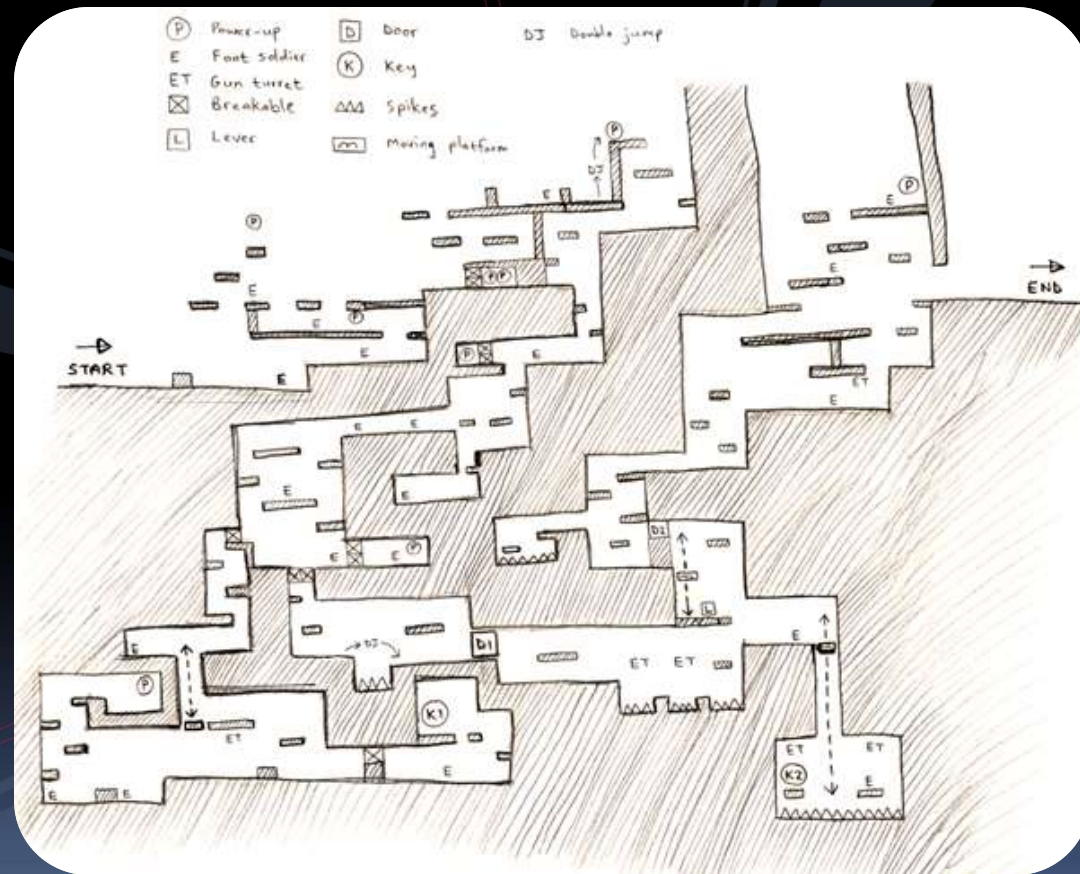 P Power-up
E Foot soldier
ET Gun turret
Breakable
L Lever
D Door
K Key
Spikes
m Moving platform
DJ Double jump
P
DJ
E
P
E
P
P P
E
E
P
E
E
END
START
E
E
P
E
ET
E
E
E
E
E
E
E
P
D2
L
E
DJ
D1
E
ET ET
P
K1
ET
E
E
E
ET
ET
K2
E